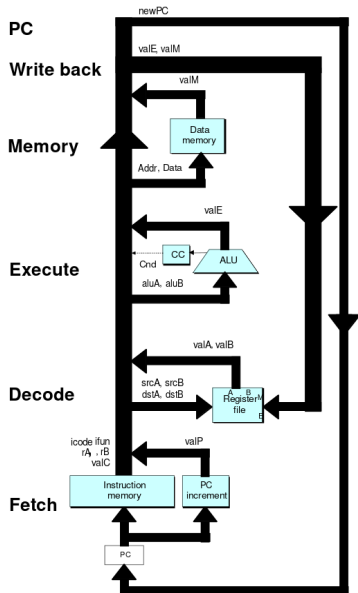 newPC
PC
valE, valM
Write back
valM
Data
memory
Memory
Addr, Data
valE
CC
ALU
Cnd
Execute
aluA, aluB
valA, valB
srcA, srcB
dstA, dstB
A B
Register
file
M
E
Decode
icode ifun
rA, rB
valC
valP
Instruction
memory
PC
increment
Fetch
PC